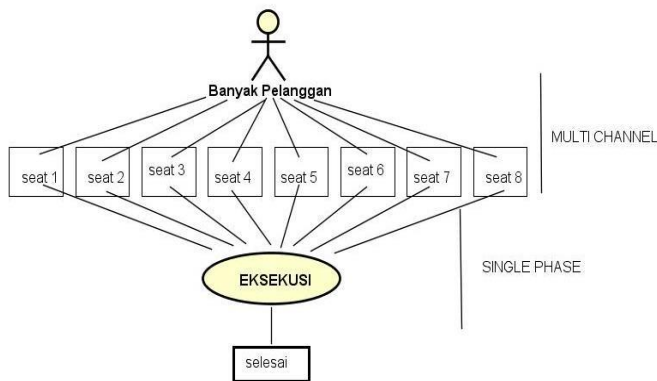 Banyak Pelanggan
MULTI CHANNEL
seat 1
seat 2
seat 3
seat 4
seat 5
seat 6
seat 7
seat 8
SINGLE PHASE
EKSEKUSI
selesai